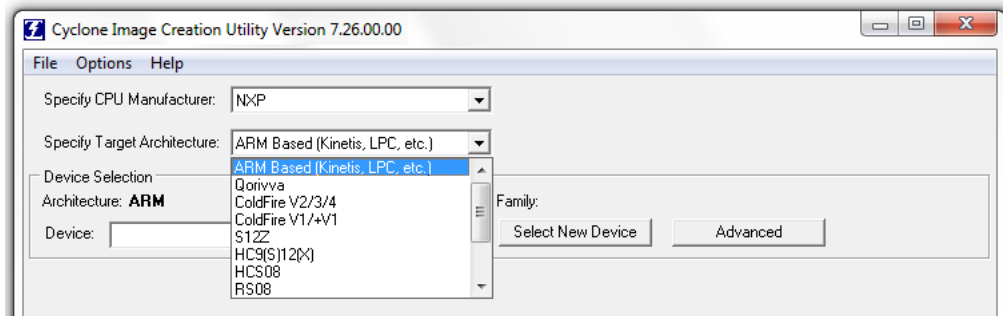 Cyclone Image Creation Utility Version 7.26.00.00
File Options Help
Specify CPU Manufacturer: NXP
Specify Target Architecture: ARM Based (Kinetis, LPC, etc.)
ARM Based (Kinetis, LPC, etc.)
Device Selection
Qorivva
Architecture: ARM
ColdFire V2/3/4
Family:
ColdFire V1/+V1
Device:
S12Z
Select New Device
Advanced
HC9(S)12(X)
HCS08
RS08